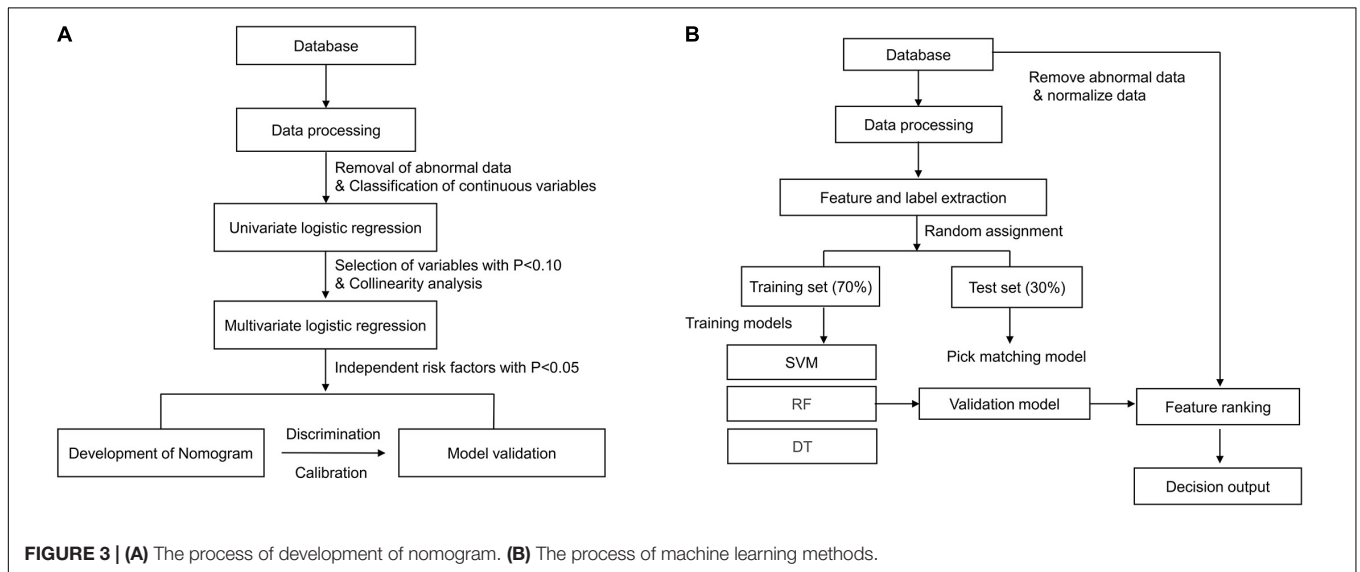 A
Database
Data processing
Removal of abnormal data
& Classification of continuous variables
Univariate logistic regression
Selection of variables with P<0.10
& Collinearity analysis
Multivariate logistic regression
Independent risk factors with P<0.05
Development of Nomogram
Discrimination
Calibration
Model validation
B
Database
Remove abnormal data
& normalize data
Data processing
Feature and label extraction
Random assignment
Training set (70%)
Test set (30%)
Training models
Pick matching model
SVM
RF
Validation model
Feature ranking
DT
Decision output
FIGURE 3 | (A) The process of development of nomogram. (B) The process of machine learning methods.